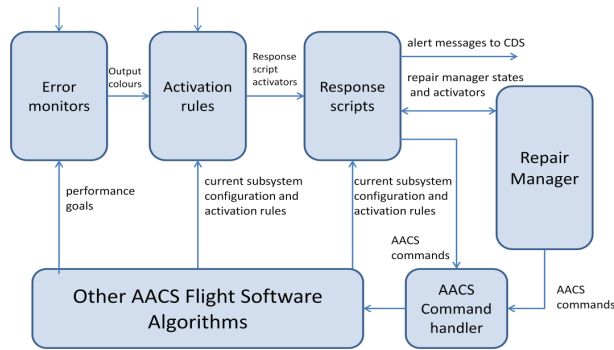 Error
monitors
Output
colours
Activation
rules
Response
script
activators
Response
scripts
alert messages to CDS
repair manager states
and activators
Repair
Manager
performance
goals
current subsystem
configuration
and activation rules
current subsystem
configuration and
activation rules
AACS
commands
AACS
commands
Other AACS Flight Software
Algorithms
AACS
Command
handler